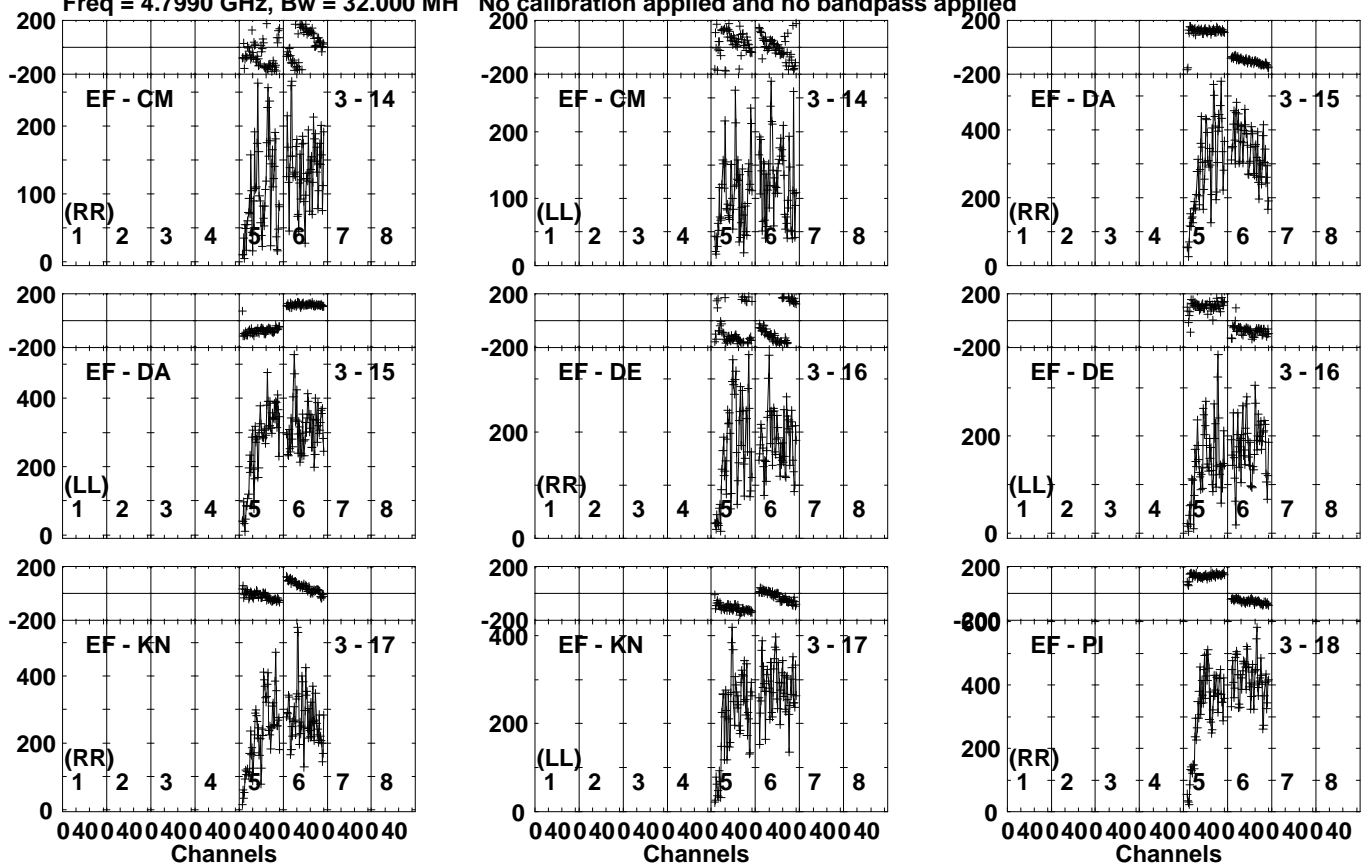 Freq = 4.7990 GHz, Bw = 32.000 MH No calibration applied and no bandpass applied
200
-200
EF - CM 3 - 14
200
100
(RR)
1 2 3 4 5 6 7 8
0
200
-200
EF - CM 3 - 14
200
100
(LL)
1 2 3 4 5 6 7 8
0
200
-200
EF - DA 3 - 15
400
200
(RR)
1 2 3 4 5 6 7 8
0
200
-200
EF - DA 3 - 15
400
200
(LL)
1 2 3 4 5 6 7 8
0
200
-200
EF - DE 3 - 16
200
(RR)
1 2 3 4 5 6 7 8
0
200
-200
EF - DE 3 - 16
200
(LL)
1 2 3 4 5 6 7 8
0
200
-200
EF - KN 3 - 17
400
200
(RR)
1 2 3 4 5 6 7 8
0
0 40 0 40 0 40 0 40 0 40 0 40 0 40 0 40
Channels
200
-200
EF - KN 3 - 17
400
200
(LL)
1 2 3 4 5 6 7 8
0
0 40 0 40 0 40 0 40 0 40 0 40 0 40 0 40
Channels
200
-200
600
EF - PI 3 - 18
400
200
(RR)
1 2 3 4 5 6 7 8
0
0 40 0 40 0 40 0 40 0 40 0 40 0 40 0 40
Channels